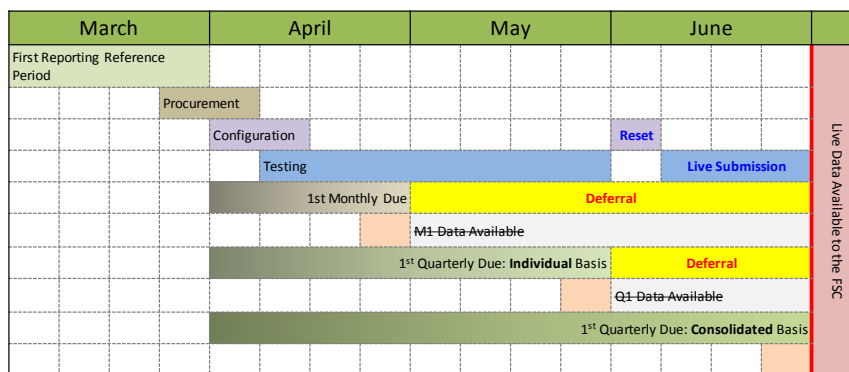 March April May June
First Reporting Reference
Period
Procurement
Configuration Reset
Testing Live Submission
1st Monthly Due Deferral
M1 Data Available
1st Quarterly Due: Individual Basis Deferral
Q1 Data Available
1st Quarterly Due: Consolidated Basis
Live Data Available to the FSC